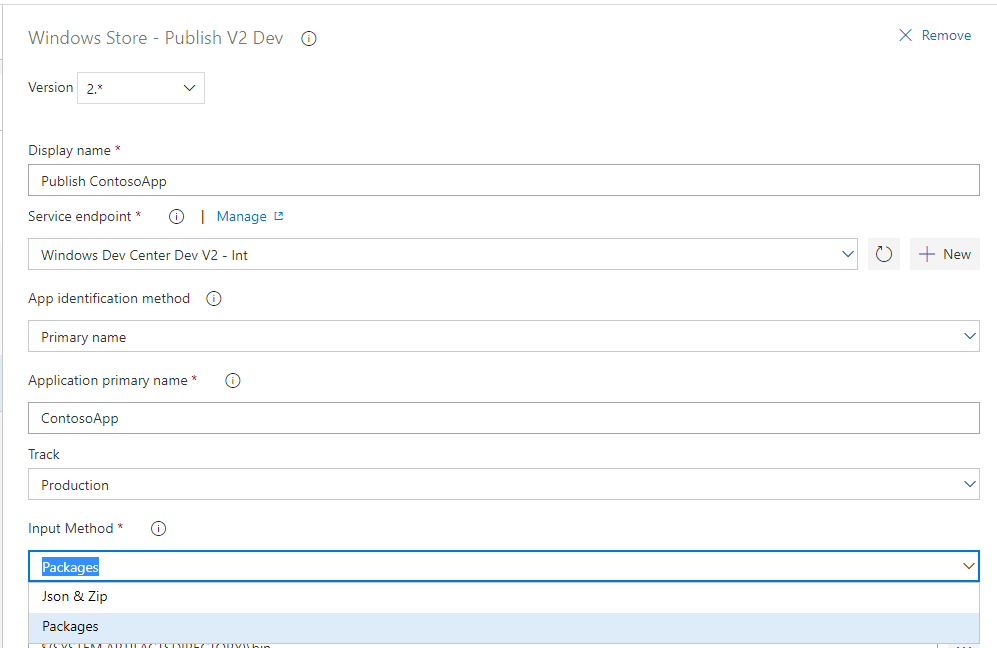 Windows Store - Publish V2 Dev
Remove
Version 2.*
Display name *
Publish ContosoApp
Service endpoint * | Manage
Windows Dev Center Dev V2 - Int
New
App identification method
Primary name
Application primary name *
ContosoApp
Track
Production
Input Method *
Packages
Json & Zip
Packages